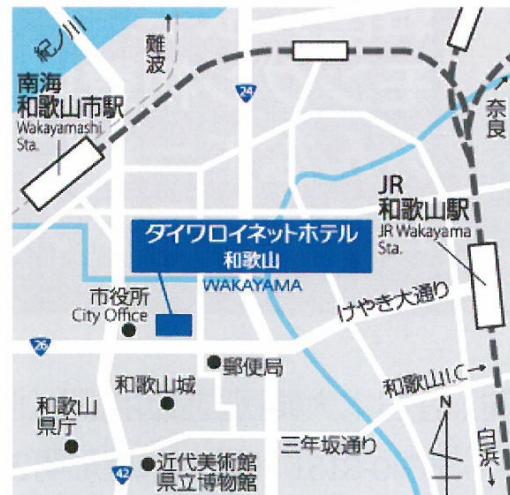 紀ノ川
難波
南海
和歌山市駅
Wakayamashi
Sta.
24
奈良
JR
和歌山駅
JR Wakayama
Sta.
ダイワロイネットホテル
和歌山
WAKAYAMA
市役所
City Office
けやき大通り
26
郵便局
和歌山I.C
和歌山城
和歌山
県庁
N
三年坂通り
白浜
42
近代美術館
県立博物館